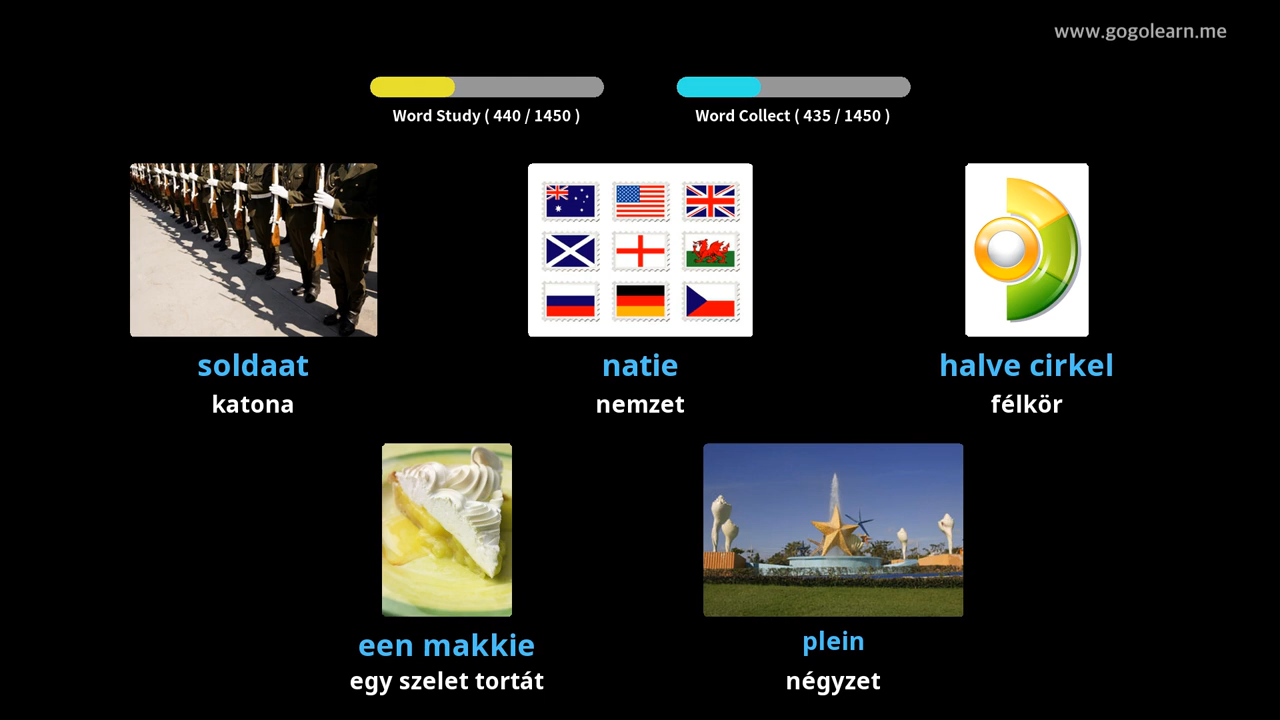 www.gogolearn.me
Word Study ( 440 / 1450 )
Word Collect ( 435 / 1450 )
soldaat
katona
natie
nemzet
halve cirkel
félkör
een makkie
egy szelet tortát
plein
négyzet